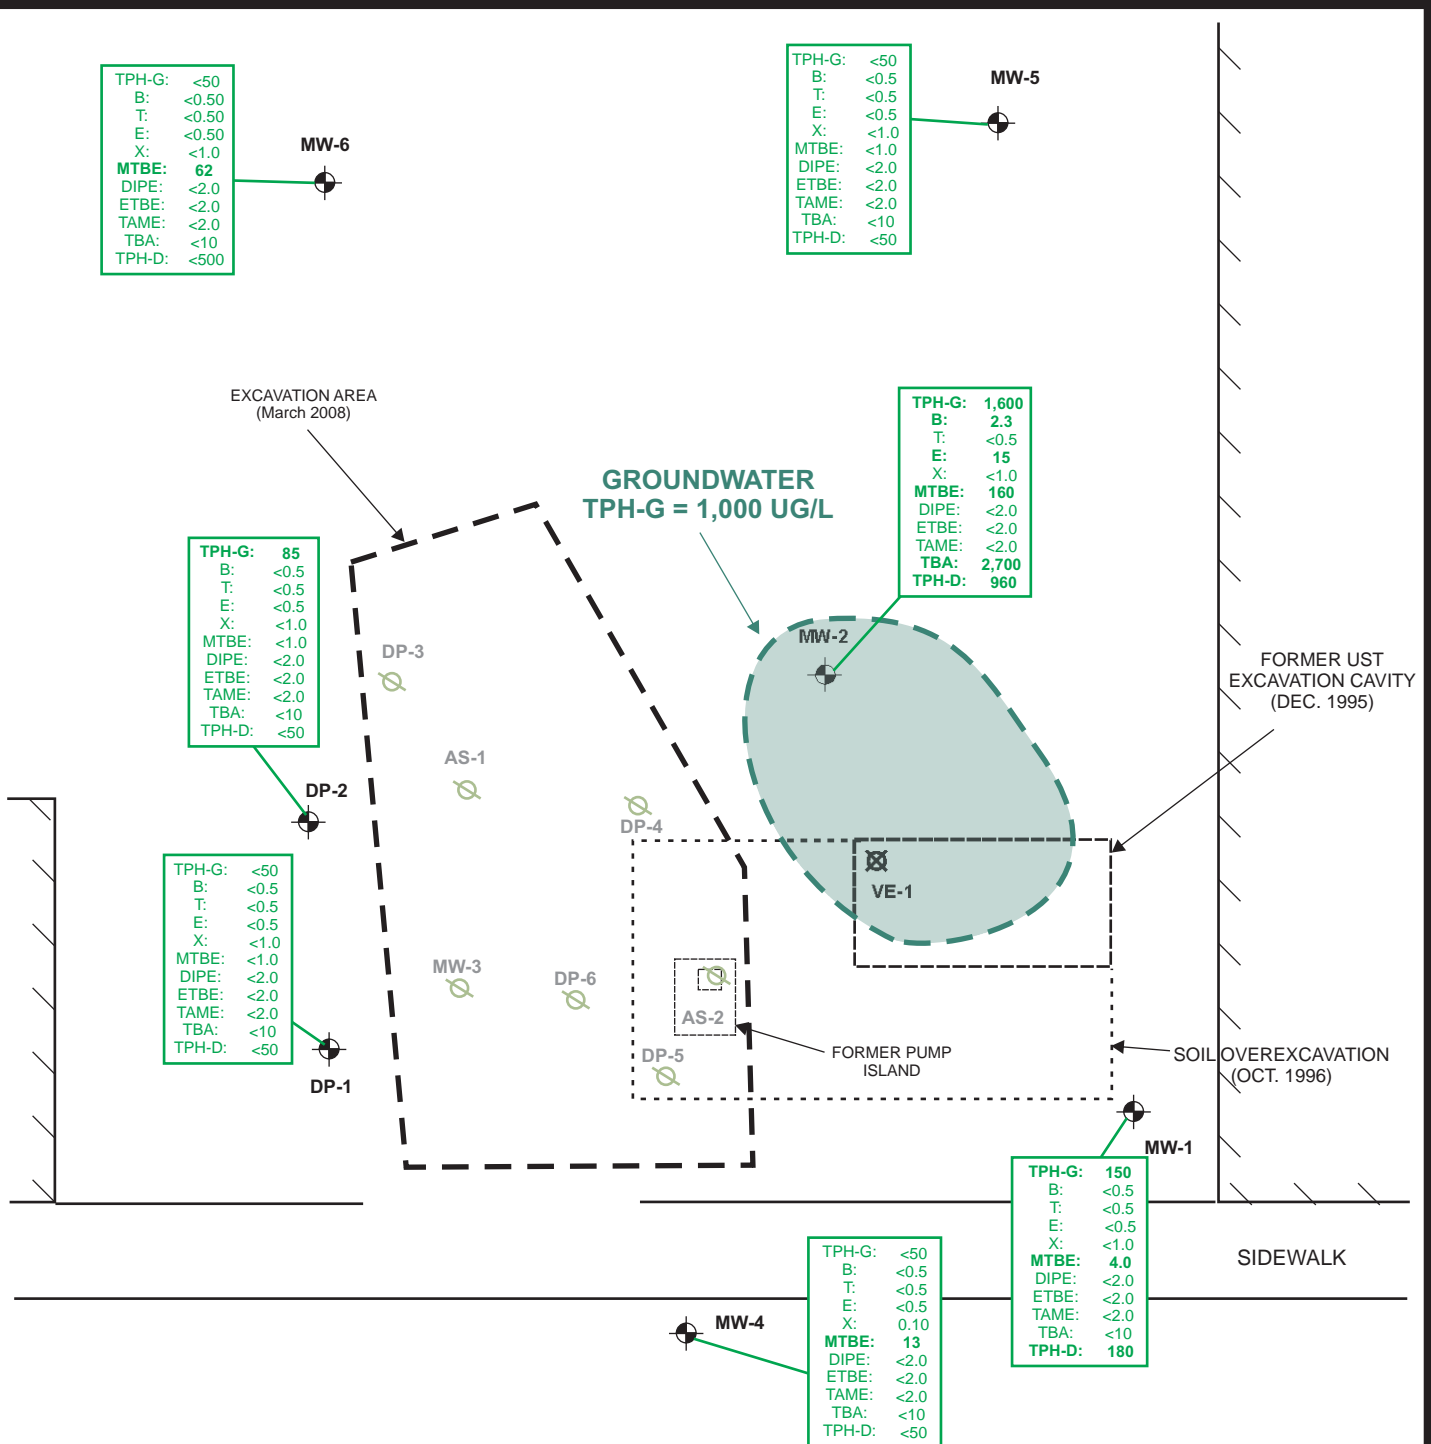 TPH-G: <50
B: <0.50
T: <0.50
E: <0.50
X: <1.0
MTBE: 62
DIPE: <2.0
ETBE: <2.0
TAME: <2.0
TBA: <10
TPH-D: <500
MW-6
TPH-G: <50
B: <0.5
T: <0.5
E: <0.5
X: <1.0
MTBE: <1.0
DIPE: <2.0
ETBE: <2.0
TAME: <2.0
TBA: <10
TPH-D: <50
MW-5
EXCAVATION AREA
(March 2008)
GROUNDWATER
TPH-G = 1,000 UG/L
TPH-G: 1,600
B: 2.3
T: <0.5
E: 15
X: <1.0
MTBE: 160
DIPE: <2.0
ETBE: <2.0
TAME: <2.0
TBA: 2,700
TPH-D: 960
TPH-G: 85
B: <0.5
T: <0.5
E: <0.5
X: <1.0
MTBE: <1.0
DIPE: <2.0
ETBE: <2.0
TAME: <2.0
TBA: <10
TPH-D: <50
MW-2
DP-3
FORMER UST
EXCAVATION CAVITY
(DEC. 1995)
AS-1
DP-2
DP-4
VE-1
TPH-G: <50
B: <0.5
T: <0.5
E: <0.5
X: <1.0
MTBE: <1.0
DIPE: <2.0
ETBE: <2.0
TAME: <2.0
TBA: <10
TPH-D: <50
MW-3
DP-6
AS-2
DP-5
FORMER PUMP
ISLAND
SOIL OVEREXCAVATION
(OCT. 1996)
DP-1
MW-1
TPH-G: 150
B: <0.5
T: <0.5
E: <0.5
X: <1.0
MTBE: 4.0
DIPE: <2.0
ETBE: <2.0
TAME: <2.0
TBA: <10
TPH-D: 180
SIDEWALK
MW-4
TPH-G: <50
B: <0.5
T: <0.5
E: <0.5
X: 0.10
MTBE: 13
DIPE: <2.0
ETBE: <2.0
TAME: <2.0
TBA: <10
TPH-D: <50